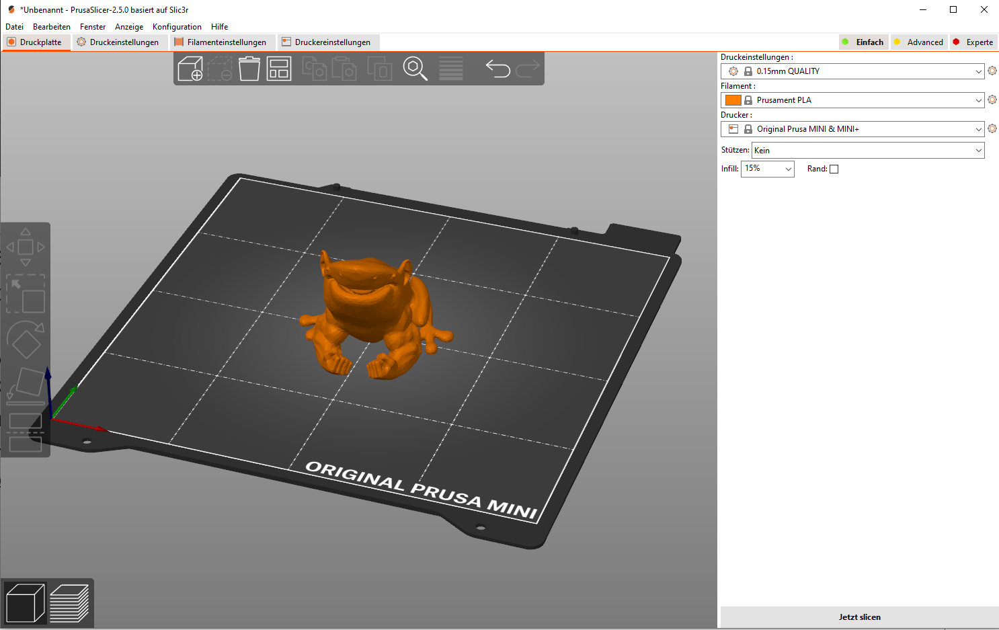 *Unbenannt - PrusaSlicer-2.5.0 basiert auf Slic3r
Datei Bearbeiten Fenster Anzeige Konfiguration Hilfe
Druckplatte Druckeinstellungen Filamenteinstellungen Druckereinstellungen Einfach Advanced Experte
Druckeinstellungen :
0.15mm QUALITY
Filament :
Prusament PLA
Drucker :
Original Prusa MINI & MINI+
Stützen: Kein
Infill: 15% Rand:
ORIGINAL PRUSA MINI
Jetzt slicen